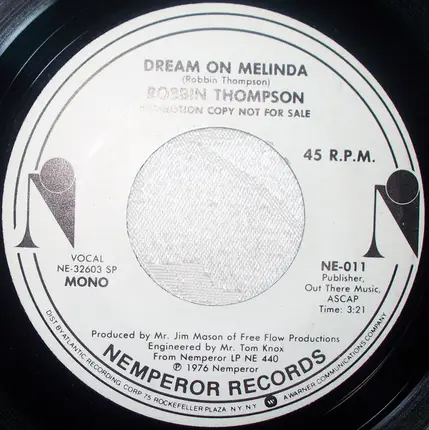 DREAM ON MELINDA
(Robbin Thompson)
ROBBIN THOMPSON
PROMOTION COPY NOT FOR SALE
45 R.P.M.
VOCAL
NE-32603 SP
MONO
NE-011
Publisher,
Out There Music,
ASCAP
Time: 3:21
Produced by Mr. Jim Mason of Free Flow Productions
Engineered by Mr. Tom Knox
From Nemperor LP NE 440
℗ 1976 Nemperor
NEMPEROR RECORDS
DIST BY ATLANTIC RECORDING CORP. 75 ROCKEFELLER PLAZA, N.Y. N.Y. A WARNER COMMUNICATIONS COMPANY